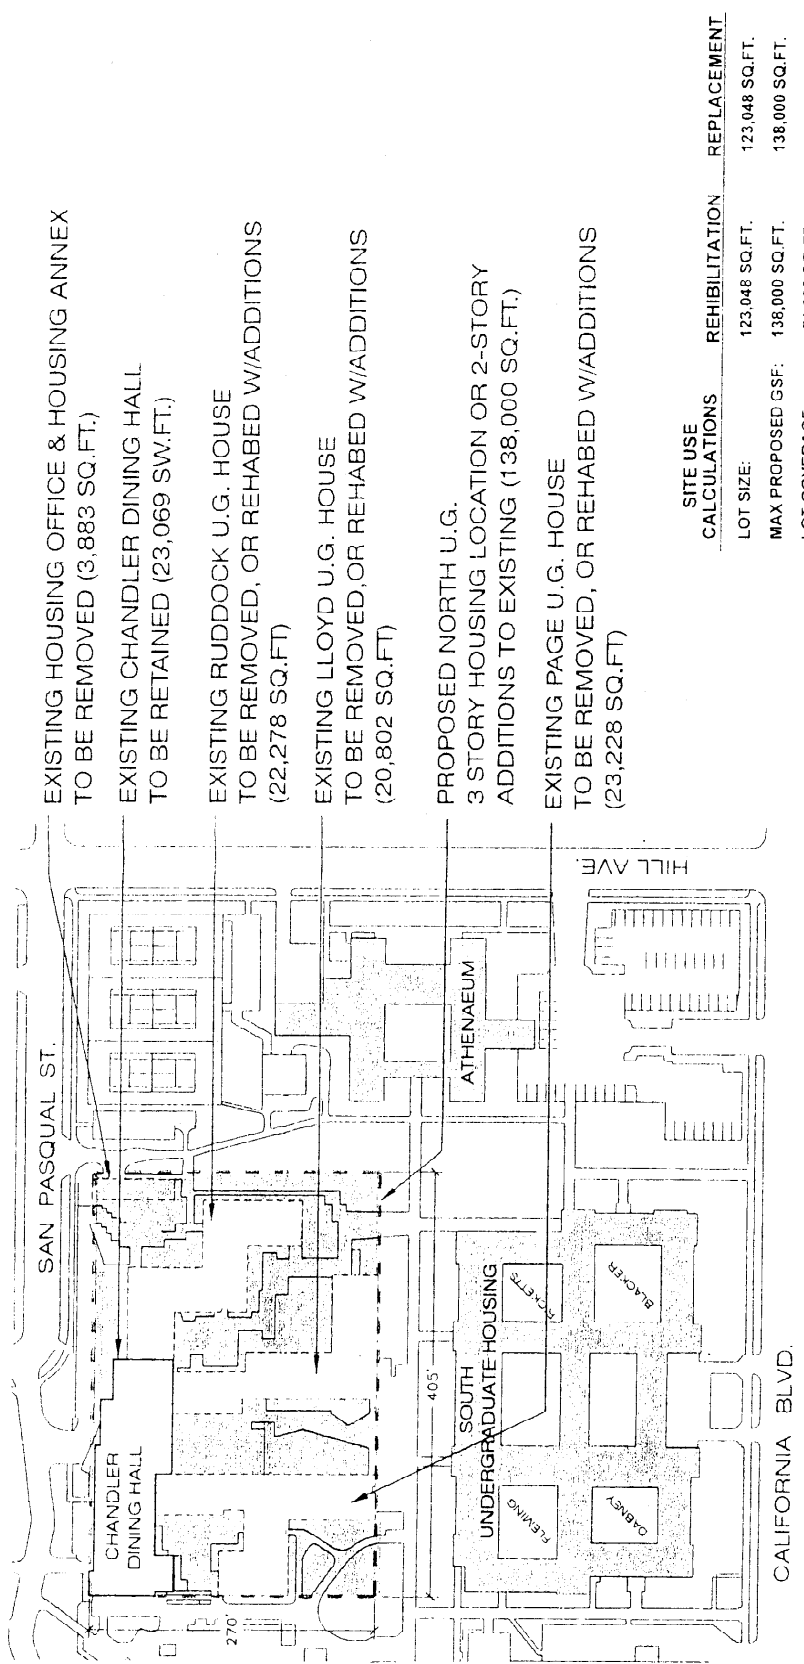 EXISTING HOUSING OFFICE & HOUSING ANNEX
TO BE REMOVED (3,883 SQ.FT.)
EXISTING CHANDLER DINING HALL
TO BE RETAINED (23,069 SW.FT.)
EXISTING RUDDOCK U.G. HOUSE
TO BE REMOVED, OR REHABED W/ADDITIONS
(22,278 SQ.FT)
EXISTING LLOYD U.G. HOUSE
TO BE REMOVED,OR REHABED W/ADDITIONS
(20,802 SQ.FT)
PROPOSED NORTH U.G.
3 STORY HOUSING LOCATION OR 2-STORY
ADDITIONS TO EXISTING (138,000 SQ.FT.)
EXISTING PAGE U.G. HOUSE
TO BE REMOVED, OR REHABED W/ADDITIONS
(23,228 SQ.FT)
SAN PASQUAL ST.
HILL AVE.
CHANDLER
DINING HALL
ATHENAEUM
270'
405'
SOUTH
UNDERGRADUATE HOUSING
FLEMING
RICKETTS
DABNEY
BLACKER
CALIFORNIA BLVD.
SITE USE
CALCULATIONS REHIBILITATION REPLACEMENT
LOT SIZE: 123,048 SQ.FT. 123,048 SQ.FT.
MAX PROPOSED GSF: 138,000 SQ.FT. 138,000 SQ.FT.